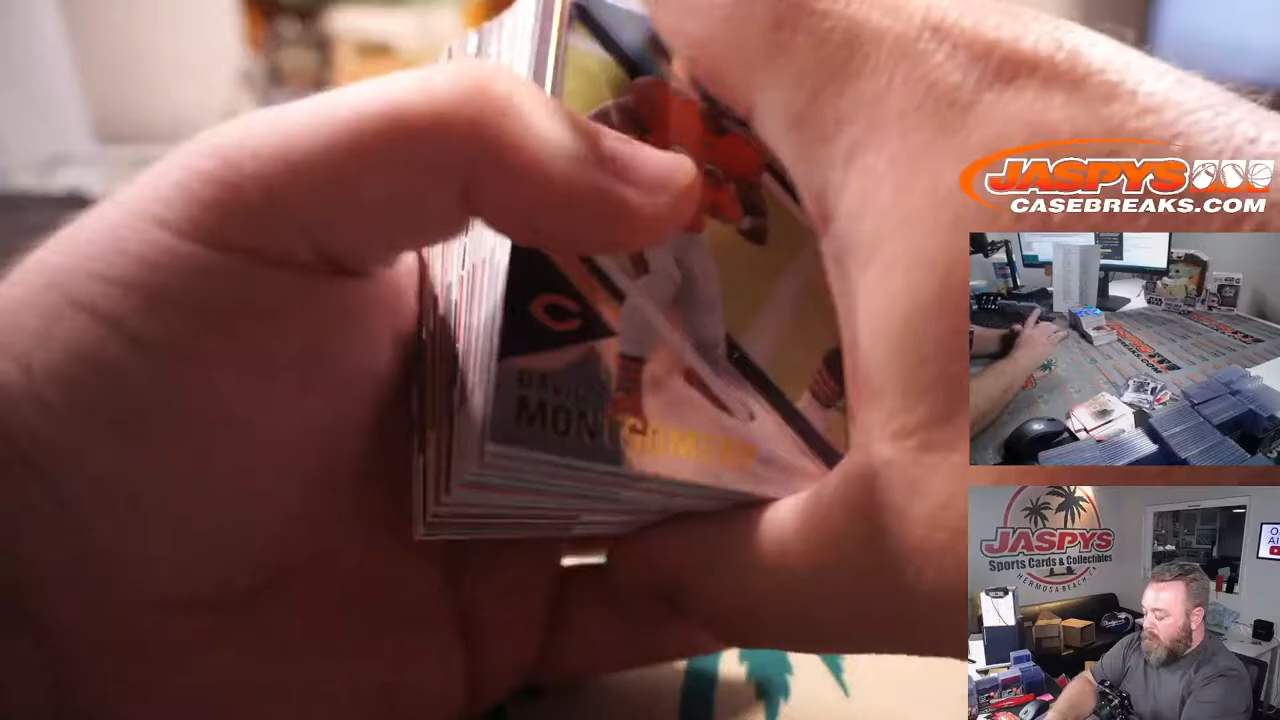 JASPYS
CASEBREAKS.COM
C
DAVID
MONTGOMERY
JASPYS
Sports Cards & Collectibles
HERMOSA BEACH, CA